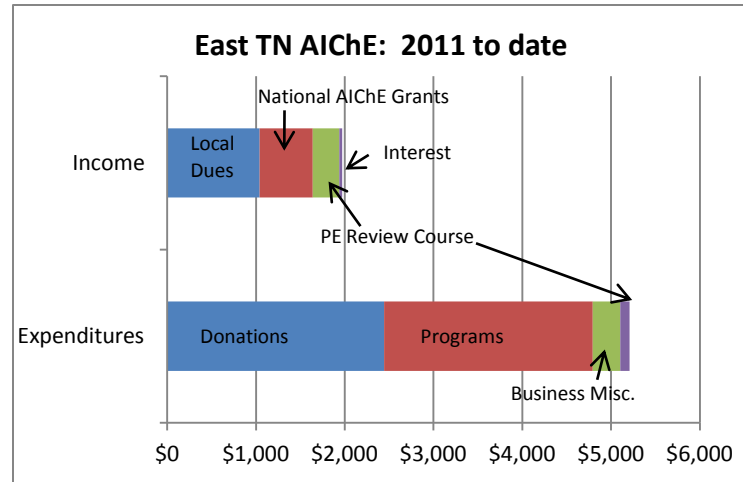 East TN AIChE:  2011 to date
National AIChE Grants
Income
Local
Dues
Interest
PE Review Course
Expenditures
Donations
Programs
Business Misc.
$0 $1,000 $2,000 $3,000 $4,000 $5,000 $6,000